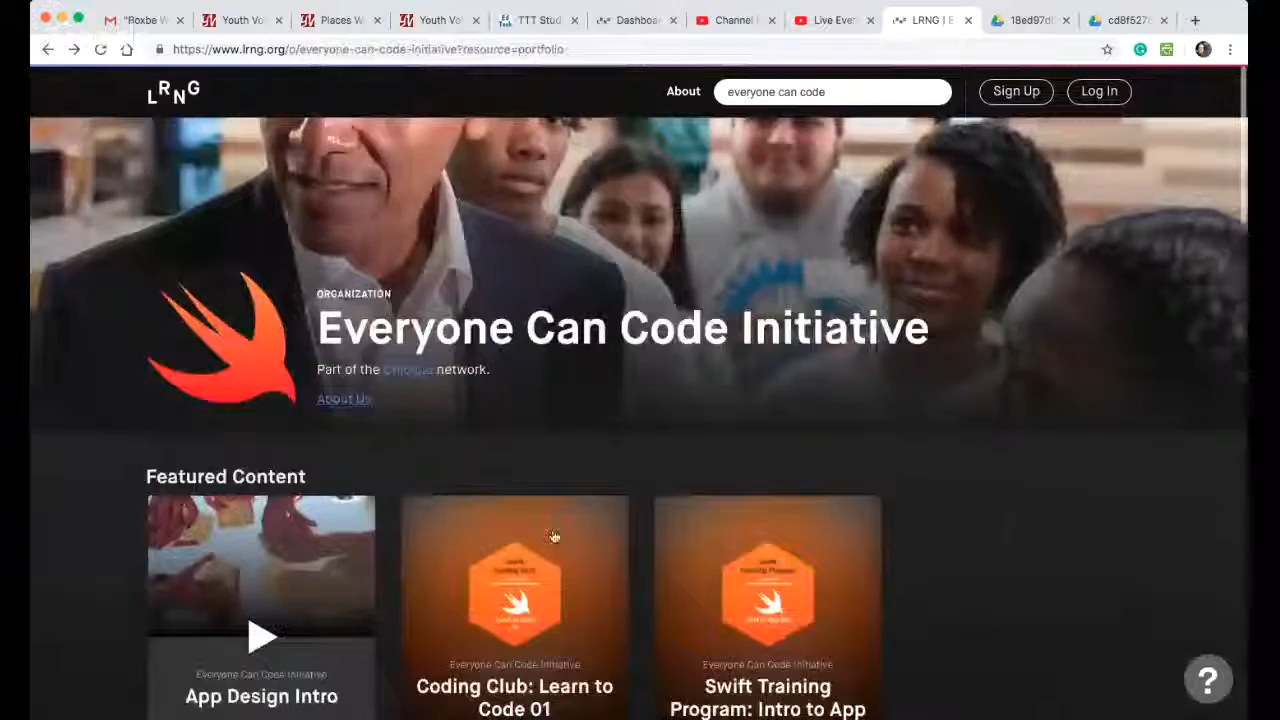 "Roxbe W
Youth Vo
Places W
Youth Vo
TTT Stud
Dashboa
Channel
Live Even
LRNG | E
18ed97d
cd8f527
https://www.lrng.org/o/everyone-can-code-initiative?resource=portfolio
LRNG
About
everyone can code
Sign Up
Log In
ORGANIZATION
Everyone Can Code Initiative
Part of the Chicago network.
About Us
Featured Content
Everyone Can Code Initiative
App Design Intro
Everyone Can Code Initiative
Coding Club: Learn to
Code 01
Everyone Can Code Initiative
Swift Training
Program: Intro to App
?